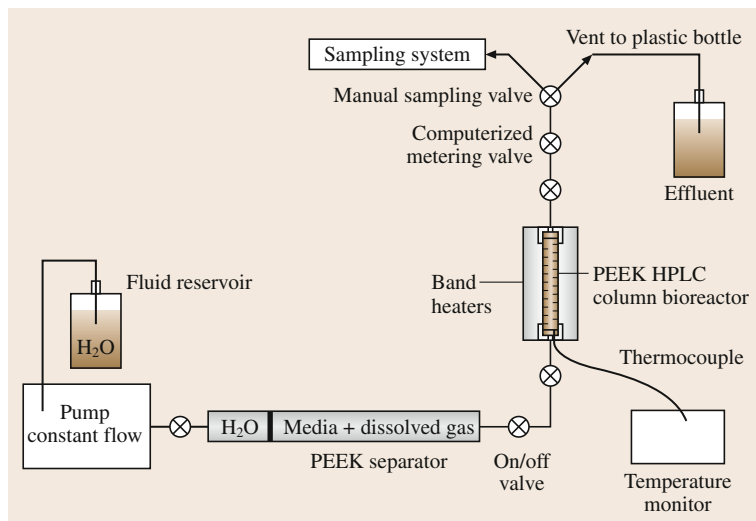 Vent to plastic bottle
Sampling system
Manual sampling valve
Computerized
metering valve
Effluent
Fluid reservoir
Band
heaters
PEEK HPLC
column bioreactor
H₂O
Thermocouple
Pump
constant flow
H₂O
Media + dissolved gas
PEEK separator
On/off
valve
Temperature
monitor